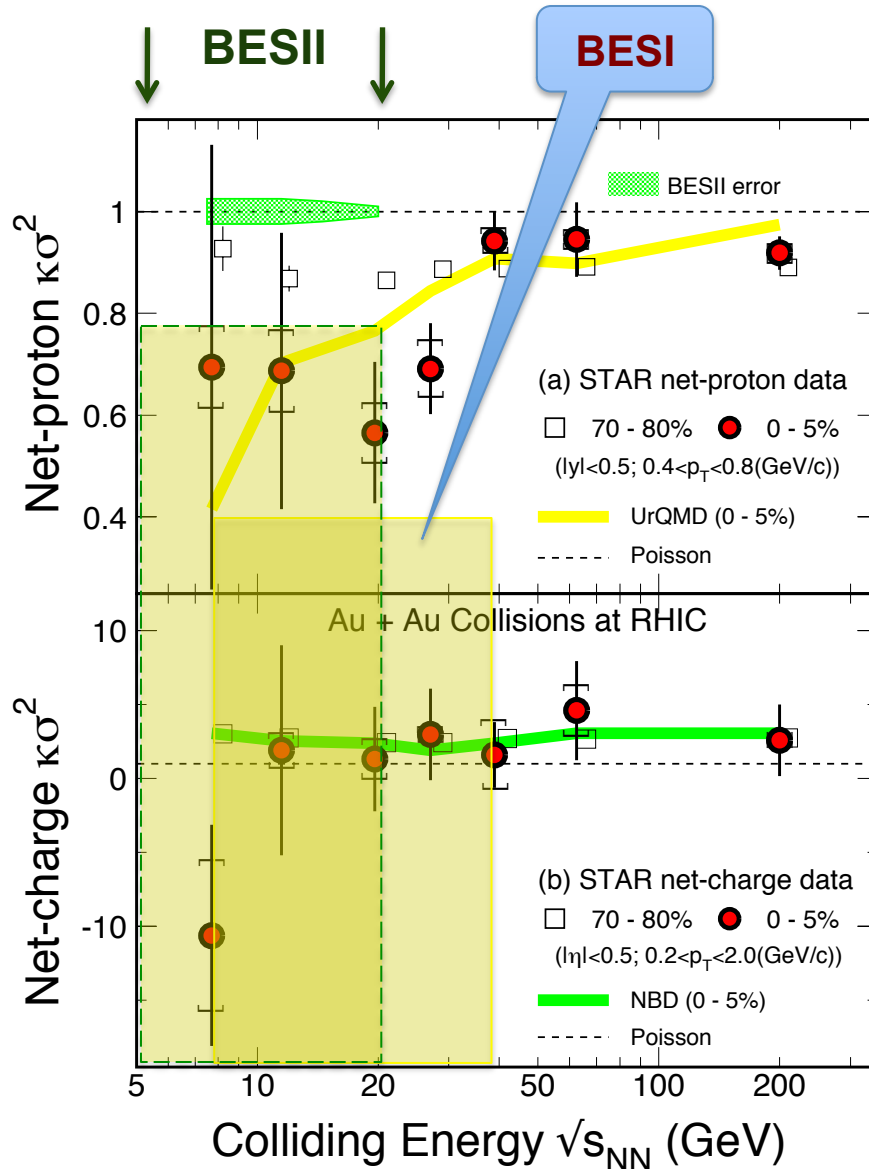 BESII
BESI
Net-proton κσ²
1
0.8
0.6
0.4
BESII error
(a) STAR net-proton data
70 - 80% 0 - 5%
(|y|<0.5; 0.4<p_T<0.8(GeV/c))
UrQMD (0 - 5%)
Poisson
Au + Au Collisions at RHIC
Net-charge κσ²
10
0
-10
(b) STAR net-charge data
70 - 80% 0 - 5%
(|η|<0.5; 0.2<p_T<2.0(GeV/c))
NBD (0 - 5%)
Poisson
5 10 20 50 100 200
Colliding Energy √s_NN (GeV)